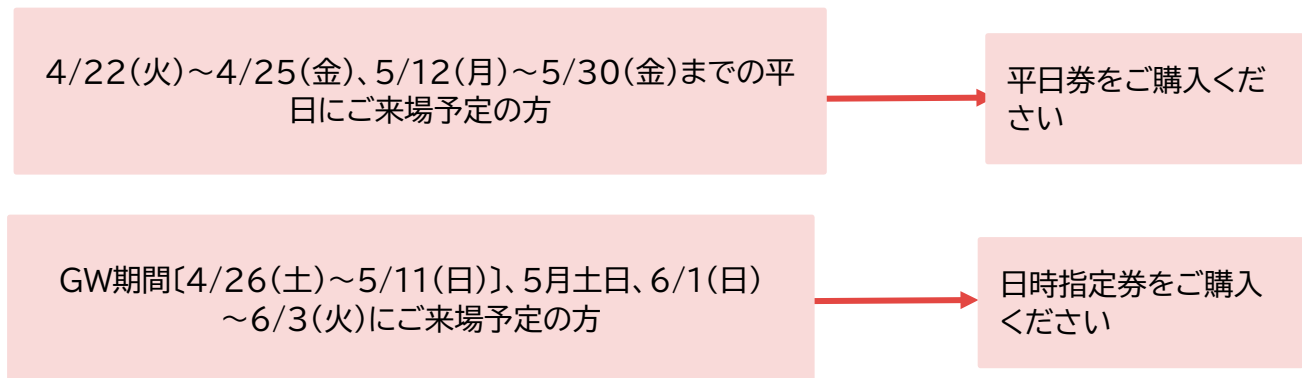 4/22(火)～4/25(金)、5/12(月)～5/30(金)までの平
日にご来場予定の方
平日券をご購入くだ
さい
GW期間〔4/26(土)～5/11(日)〕、5月土日、6/1(日)
～6/3(火)にご来場予定の方
日時指定券をご購入
ください